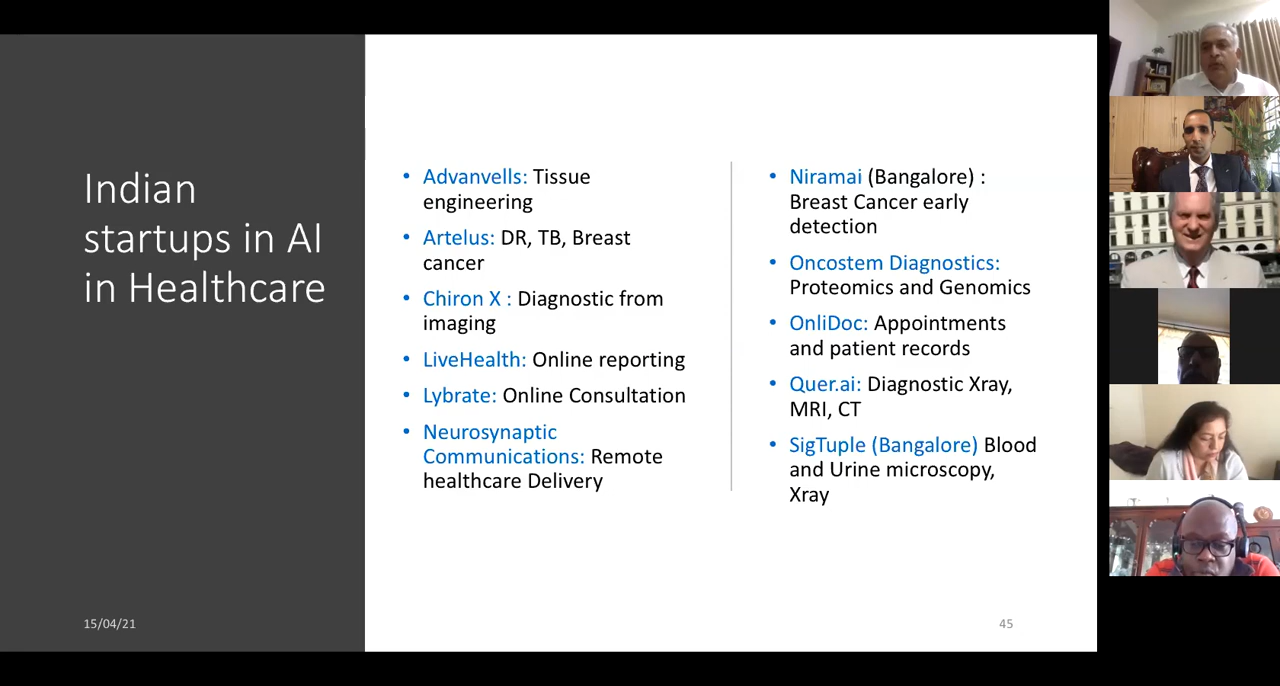 Indian
startups in AI
in Healthcare
• Advanvells: Tissue
engineering
• Artelus: DR, TB, Breast
cancer
• Chiron X : Diagnostic from
imaging
• LiveHealth: Online reporting
• Lybrate: Online Consultation
• Neurosynaptic
Communications: Remote
healthcare Delivery
• Niramai (Bangalore) :
Breast Cancer early
detection
• Oncostem Diagnostics:
Proteomics and Genomics
• OnliDoc: Appointments
and patient records
• Quer.ai: Diagnostic Xray,
MRI, CT
• SigTuple (Bangalore) Blood
and Urine microscopy,
Xray
15/04/21
45